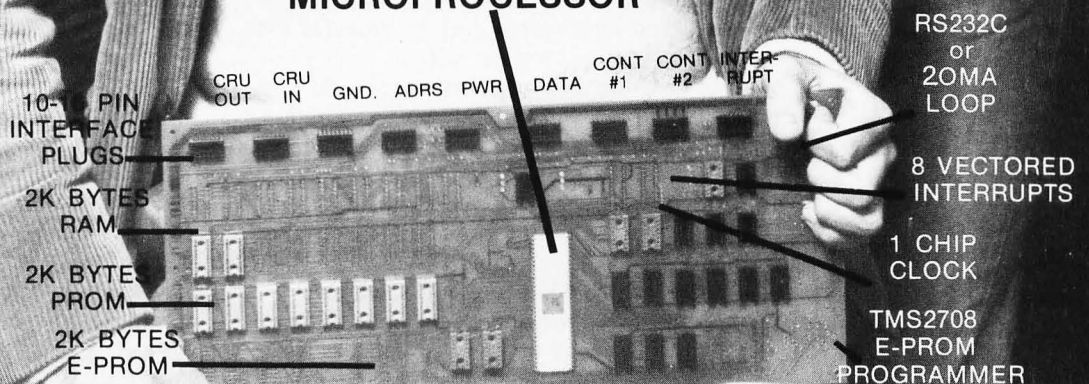 MICROPROCESSOR
CRU
OUT
CRU
IN
GND.
ADRS
PWR
DATA
CONT
#1
CONT
#2
INTER-
RUPT
RS232C
or
20MA
LOOP
10-16 PIN
INTERFACE
PLUGS
2K BYTES
RAM
2K BYTES
PROM
2K BYTES
E-PROM
8 VECTORED
INTERRUPTS
1 CHIP
CLOCK
TMS2708
E-PROM
PROGRAMMER